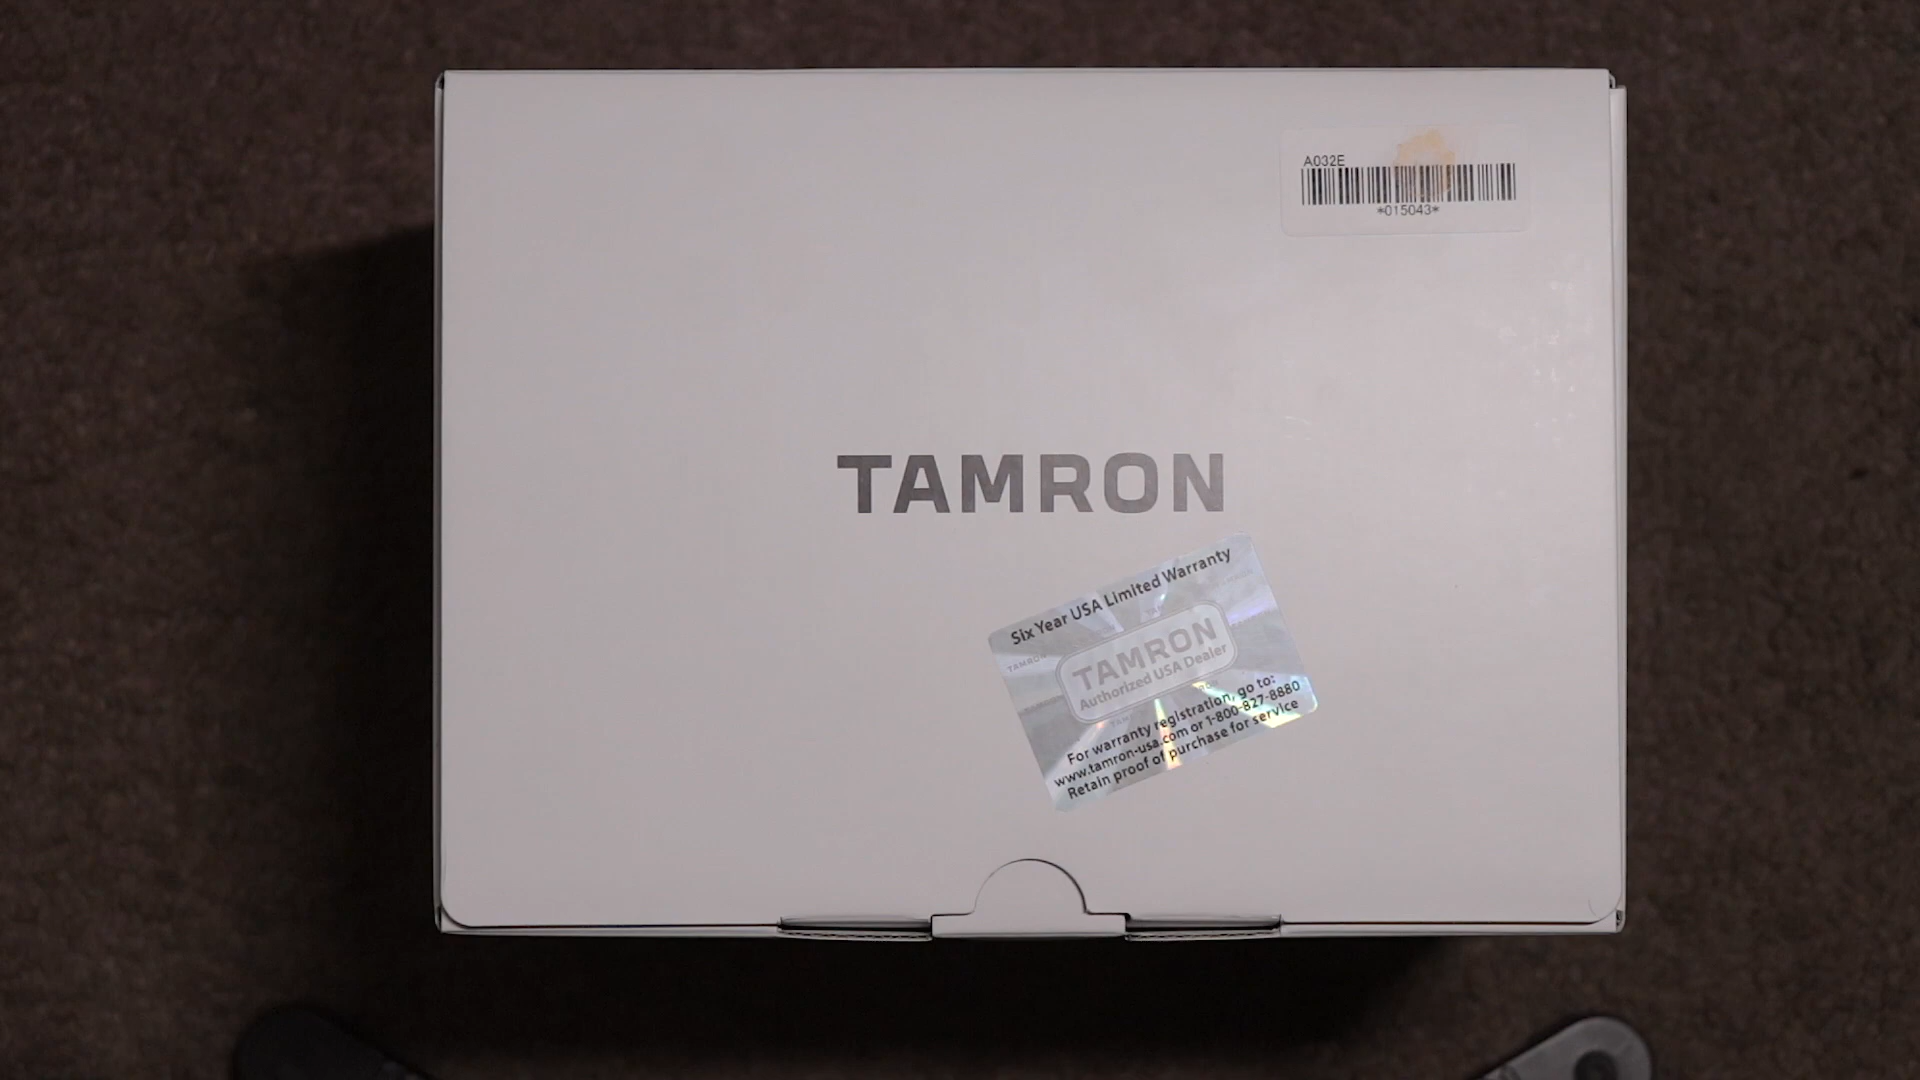 A032E
*015043*
TAMRON
Six Year USA Limited Warranty
TAMRON
Authorized USA Dealer
For warranty registration, go to:
www.tamron-usa.com or 1-800-827-8880
Retain proof of purchase for service